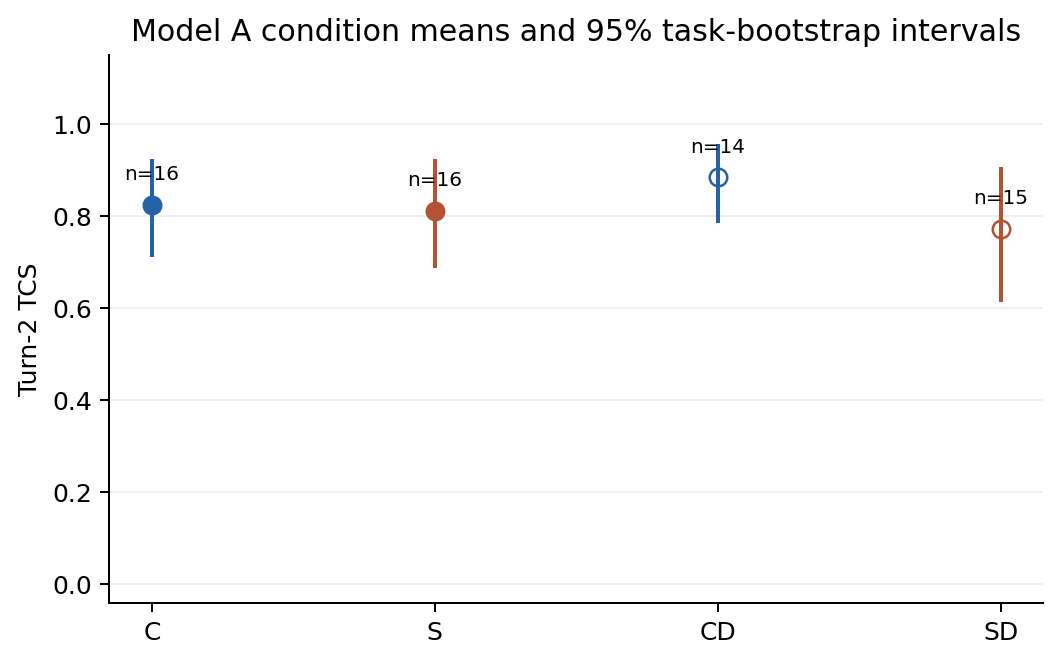 Model A condition means and 95% task-bootstrap intervals
Turn-2 TCS
1.0
0.8
0.6
0.4
0.2
0.0
n=16
n=16
n=14
n=15
C
S
CD
SD